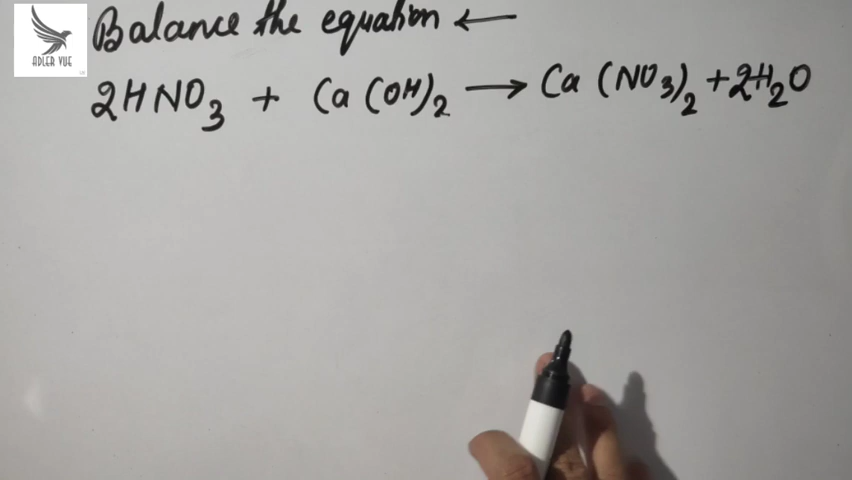 ADLER VUE
Balance the equation ←
2HNO₃ + Ca(OH)₂ → Ca(NO₃)₂ + 2H₂O